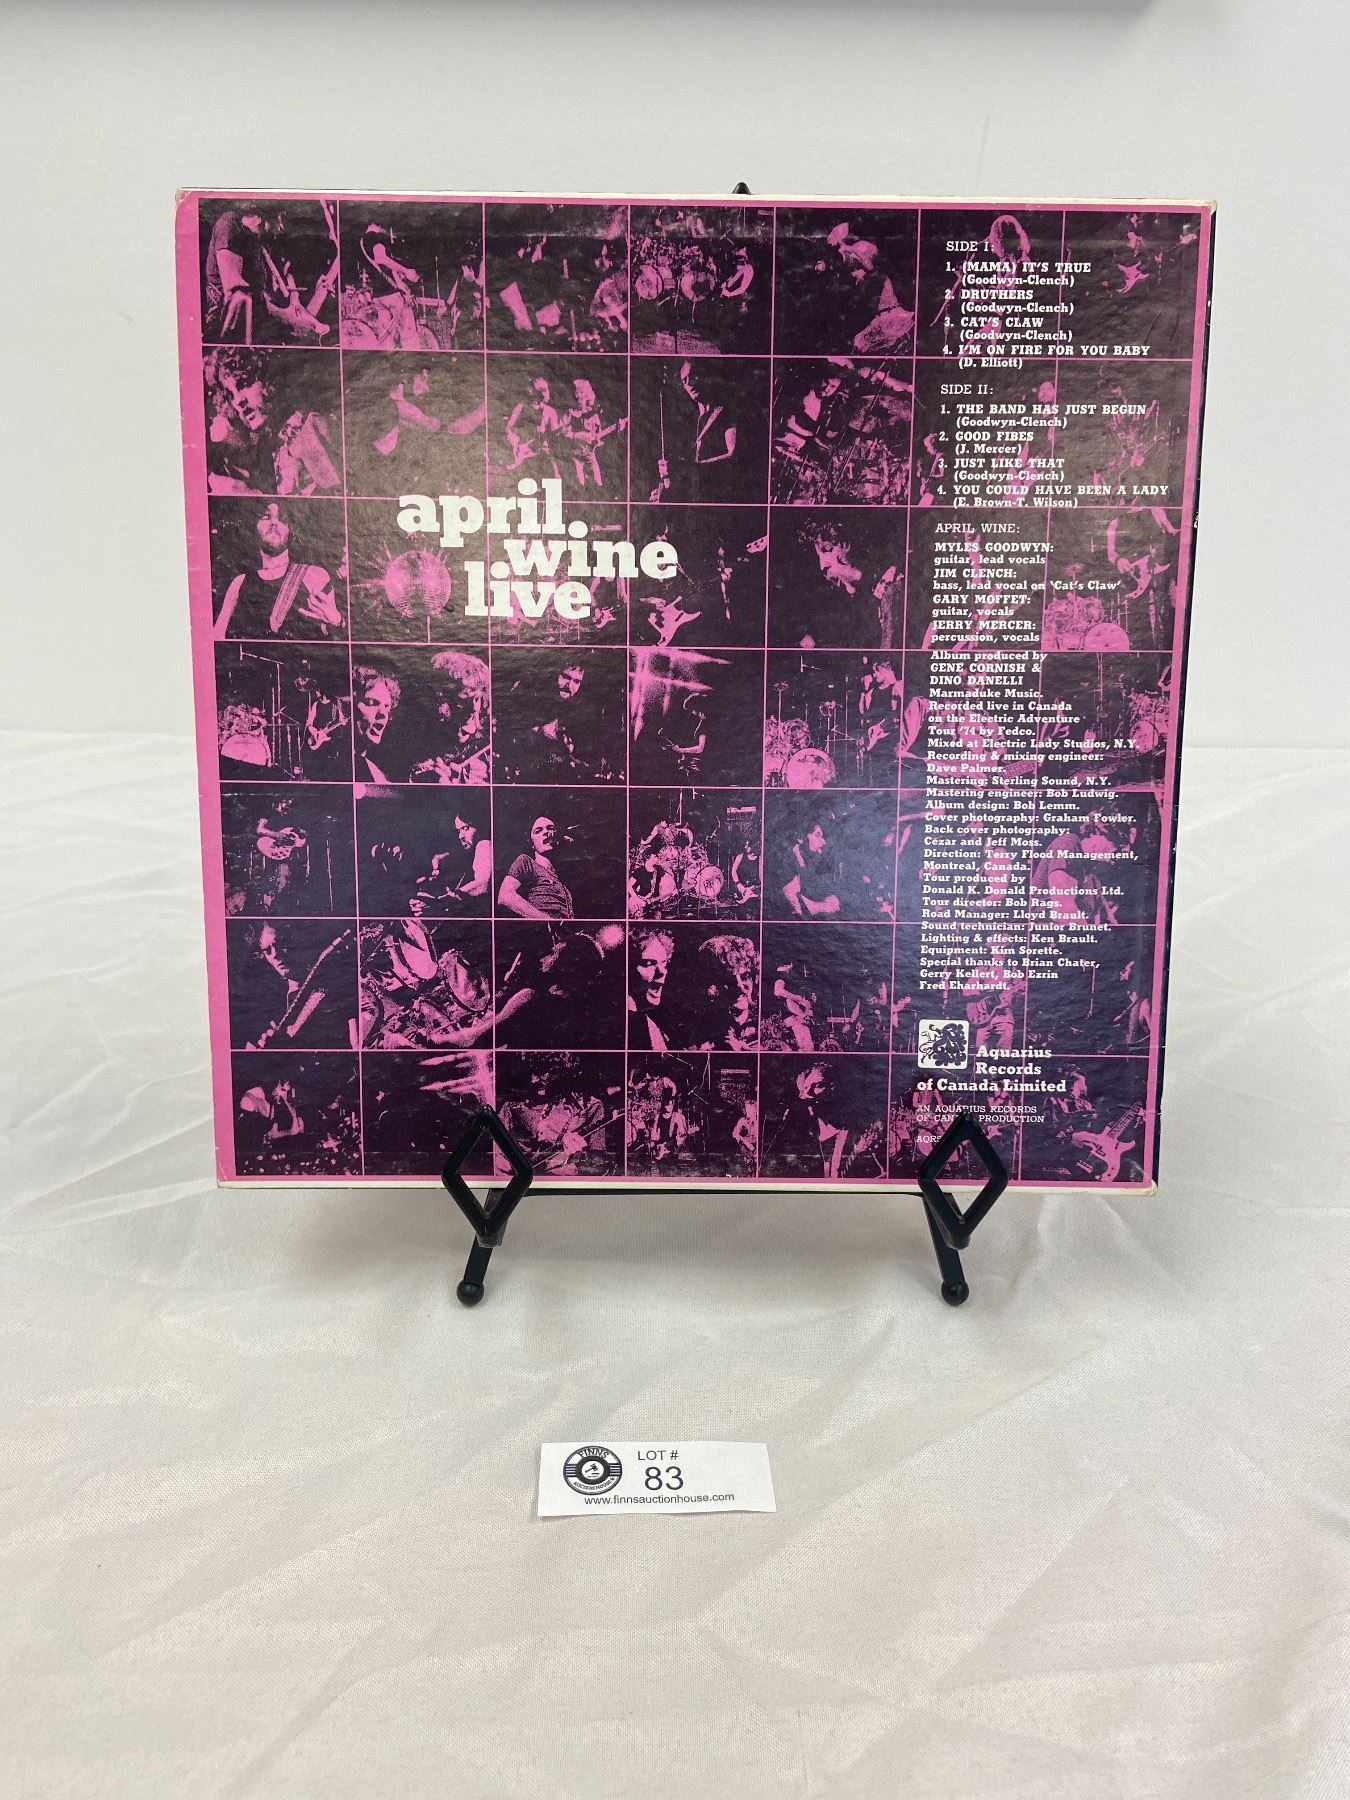 april
wine
live
SIDE I:
1. (MAMA) IT'S TRUE
(Goodwyn-Clench)
2. DRUTHERS
(Goodwyn-Clench)
3. CAT'S CLAW
(Goodwyn-Clench)
4. I'M ON FIRE FOR YOU BABY
(D. Elliott)
SIDE II:
1. THE BAND HAS JUST BEGUN
(Goodwyn-Clench)
2. GOOD FIBES
(J. Mercer)
3. JUST LIKE THAT
(Goodwyn-Clench)
4. YOU COULD HAVE BEEN A LADY
(E. Brown-T. Wilson)
APRIL WINE:
MYLES GOODWYN:
guitar, lead vocals
JIM CLENCH:
bass, lead vocal on 'Cat's Claw'
GARY MOFFET:
guitar, vocals
JERRY MERCER:
percussion, vocals
Album produced by
GENE CORNISH &
DINO DANELLI
Marmaduke Music.
Recorded live in Canada
on the Electric Adventure
Tour '74 by Fedco.
Mixed at Electric Lady Studios, N.Y.
Recording & mixing engineer:
Dave Palmer.
Mastering: Sterling Sound, N.Y.
Mastering engineer: Bob Ludwig.
Album design: Bob Lemm.
Cover photography: Graham Fowler.
Back cover photography:
Cezar and Jeff Moss.
Direction: Terry Flood Management,
Montreal, Canada.
Tour produced by
Donald K. Donald Productions Ltd.
Tour director: Bob Rags.
Road Manager: Lloyd Brault.
Sound technician: Junior Brunet.
Lighting & effects: Ken Brault.
Equipment: Kim Sorette.
Special thanks to Brian Chater,
Gerry Kellert, Bob Ezrin
Fred Eharhardt.
Aquarius
Records
of Canada Limited
AN AQUARIUS RECORDS
OF PRODUCTION
FINNS
AUCTION HOUSE
LOT #
83
www.finnsauctionhouse.com